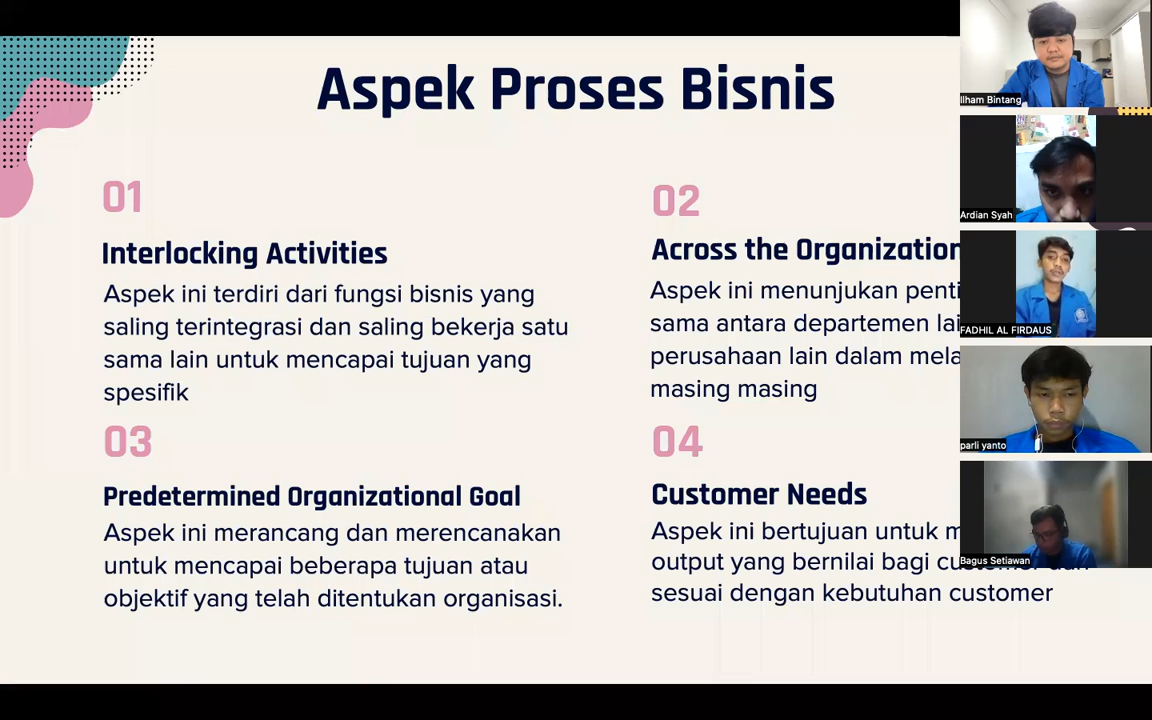 Aspek Proses Bisnis
01
Interlocking Activities
Aspek ini terdiri dari fungsi bisnis yang
saling terintegrasi dan saling bekerja satu
sama lain untuk mencapai tujuan yang
spesifik
02
Across the Organization
Aspek ini menunjukan
sama antara departemen
perusahaan lain dalam
masing masing
03
Predetermined Organizational Goal
Aspek ini merancang dan merencanakan
untuk mencapai beberapa tujuan atau
objektif yang telah ditentukan organisasi.
04
Customer Needs
Aspek ini bertujuan untuk
output yang bernilai bagi customer dan
sesuai dengan kebutuhan customer
Ilham Bintang
Ardian Syah
FADHIL AL FIRDAUS
parli yanto
Bagus Setiawan